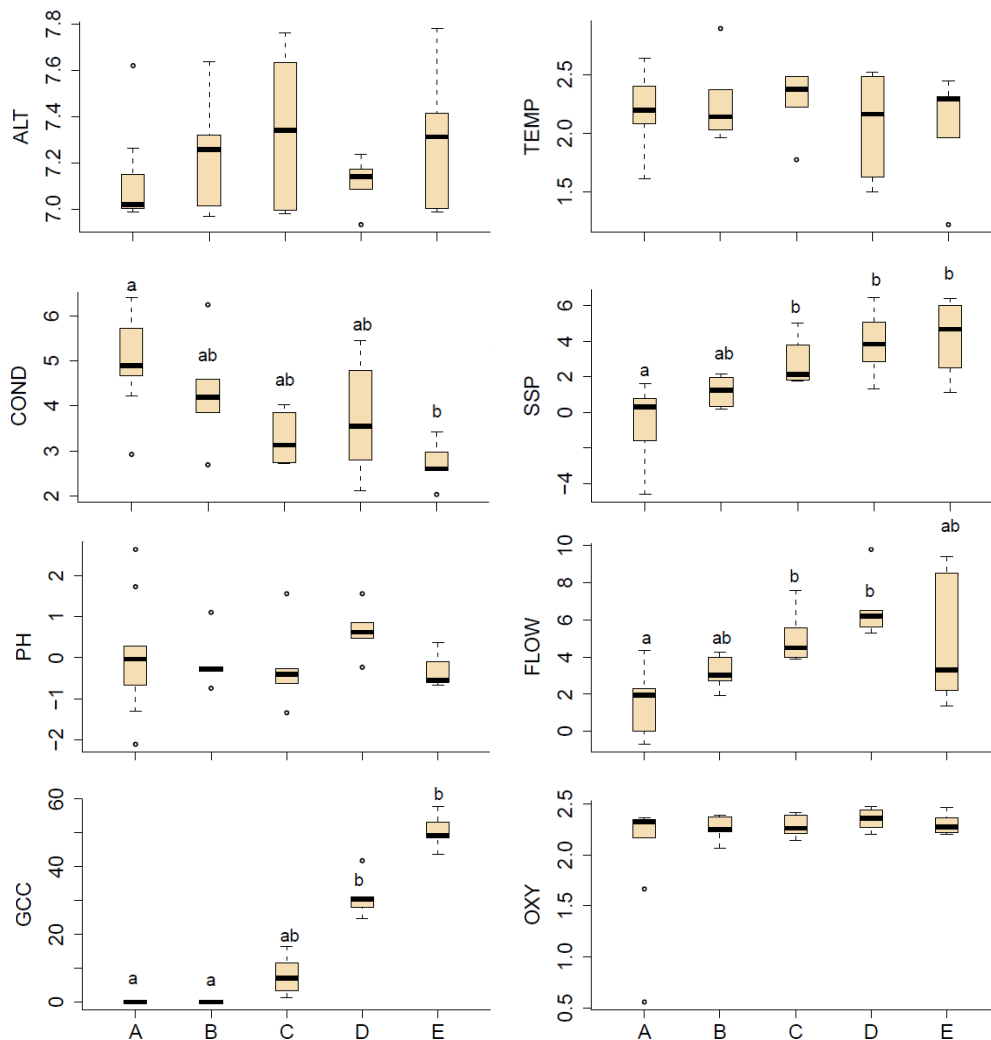 ALT
7.0 7.2 7.4 7.6 7.8
TEMP
1.5 2.0 2.5
COND
2 3 4 5 6
a ab ab ab b
SSP
−4 0 2 4 6
a ab b b b
PH
−2 −1 0 1 2
FLOW
0 2 4 6 8 10
a ab b b ab
GCC
0 20 40 60
a a ab b b
A B C D E
OXY
0.5 1.0 1.5 2.0 2.5
A B C D E